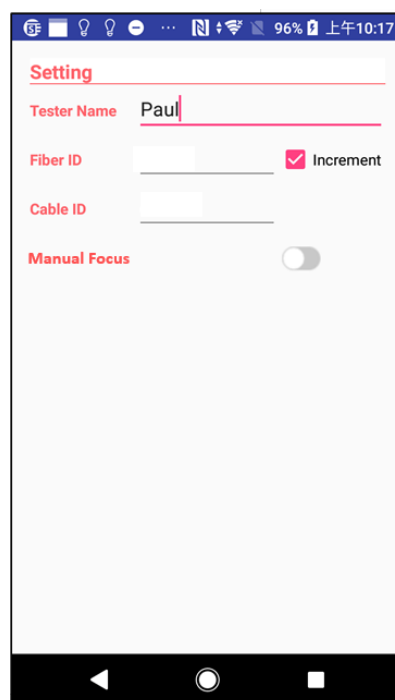 96% 上午10:17
Setting
Tester Name Paul
Fiber ID Increment
Cable ID
Manual Focus